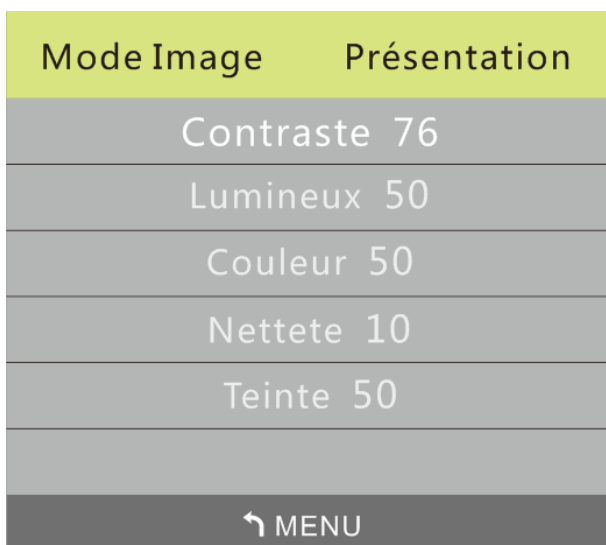 Mode Image Présentation
Contraste 76
Lumineux 50
Couleur 50
Nettete 10
Teinte 50
MENU